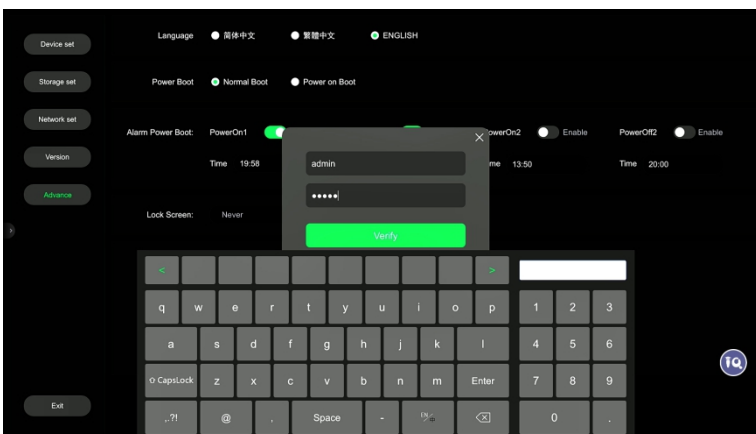 Device set
Storage set
Network set
Version
Advance
Exit
Language 简体中文 繁體中文 ENGLISH
Power Boot Normal Boot Power on Boot
Alarm Power Boot: PowerOn1 werOn2 Enable PowerOff2 Enable
Time 19:58 me 13:50 Time 20:00
Lock Screen: Never
admin
•••••
Verify
< >
q w e r t y u i o p 1 2 3
a s d f g h j k l 4 5 6
CapsLock z x c v b n m Enter 7 8 9
,.?! @ . Space - EN 0 .
IQ